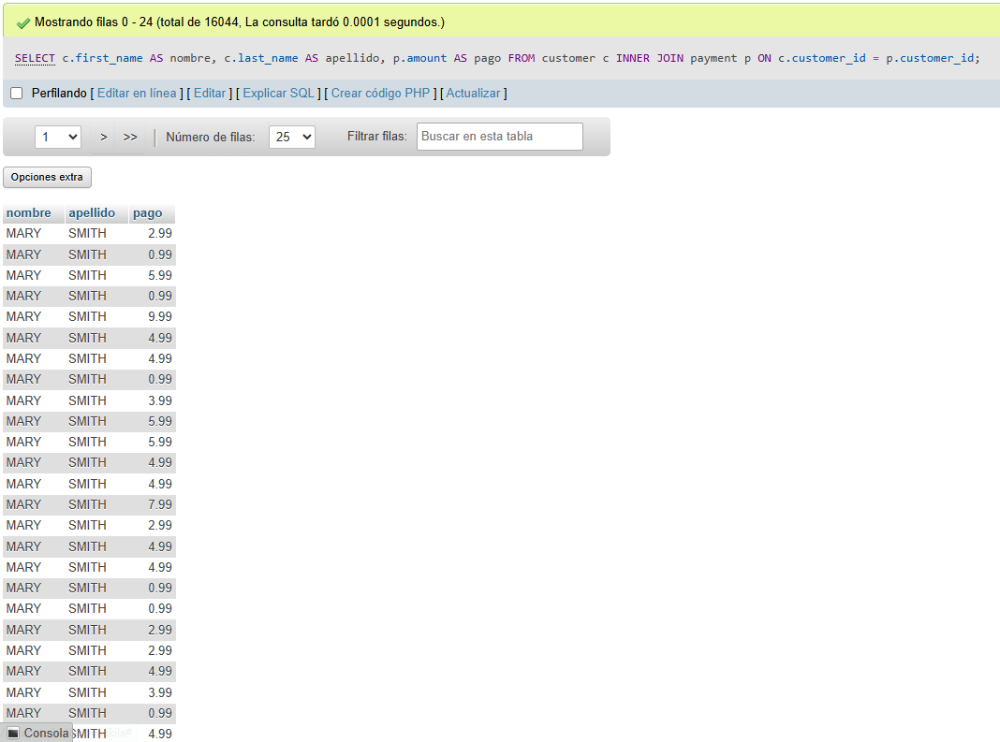 Mostrando filas 0 - 24 (total de 16044, La consulta tardó 0.0001 segundos.)
SELECT c.first_name AS nombre, c.last_name AS apellido, p.amount AS pago FROM customer c INNER JOIN payment p ON c.customer_id = p.customer_id;
Perfilando [ Editar en línea ] [ Editar ] [ Explicar SQL ] [ Crear código PHP ] [ Actualizar ]
1 > >> | Número de filas: 25 Filtrar filas: Buscar en esta tabla
Opciones extra
nombre apellido pago
MARY SMITH 2.99
MARY SMITH 0.99
MARY SMITH 5.99
MARY SMITH 0.99
MARY SMITH 9.99
MARY SMITH 4.99
MARY SMITH 4.99
MARY SMITH 0.99
MARY SMITH 3.99
MARY SMITH 5.99
MARY SMITH 5.99
MARY SMITH 4.99
MARY SMITH 4.99
MARY SMITH 7.99
MARY SMITH 2.99
MARY SMITH 4.99
MARY SMITH 4.99
MARY SMITH 0.99
MARY SMITH 0.99
MARY SMITH 2.99
MARY SMITH 2.99
MARY SMITH 4.99
MARY SMITH 3.99
MARY SMITH 0.99
Consola SMITH 4.99